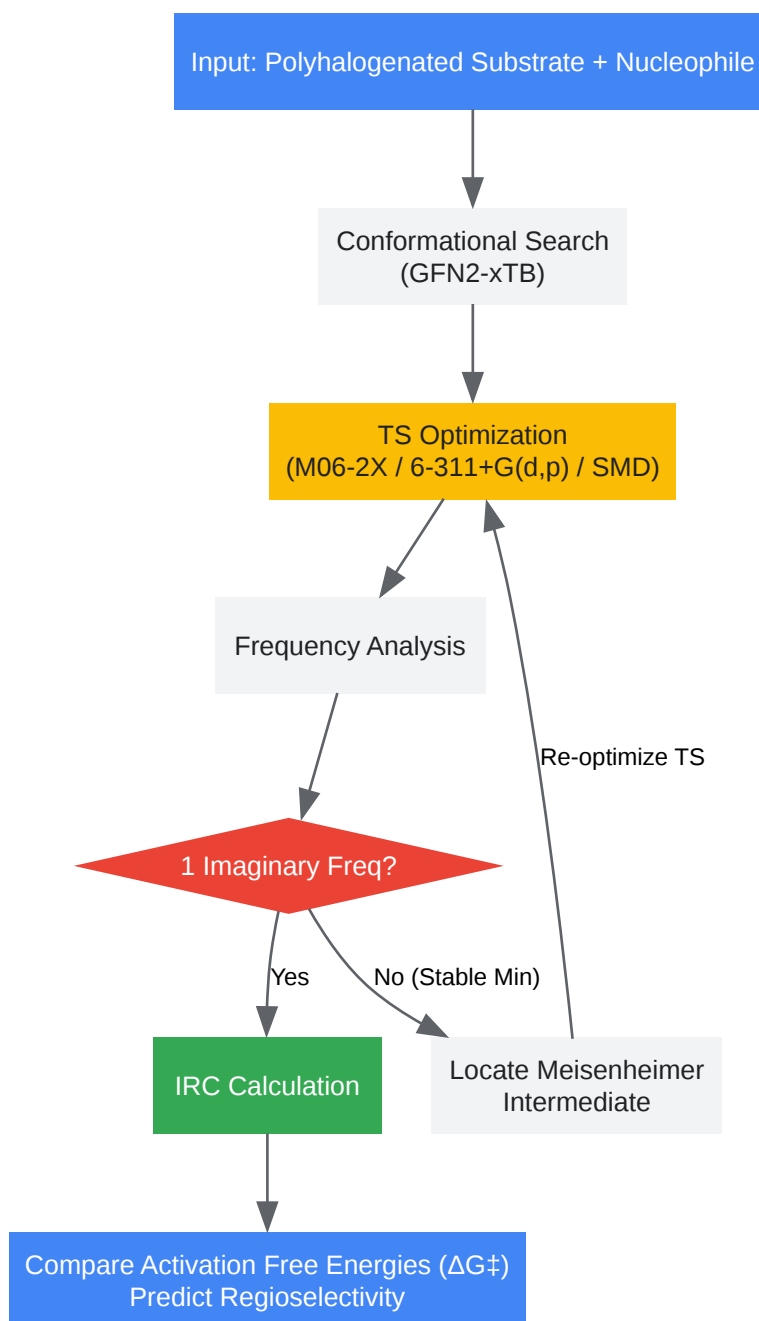 Input: Polyhalogenated Substrate + Nucleophile
Conformational Search
(GFN2-xTB)
TS Optimization
(M06-2X / 6-311+G(d,p) / SMD)
Frequency Analysis
Re-optimize TS
1 Imaginary Freq?
Yes
No (Stable Min)
IRC Calculation
Locate Meisenheimer
Intermediate
Compare Activation Free Energies (ΔG‡)
Predict Regioselectivity